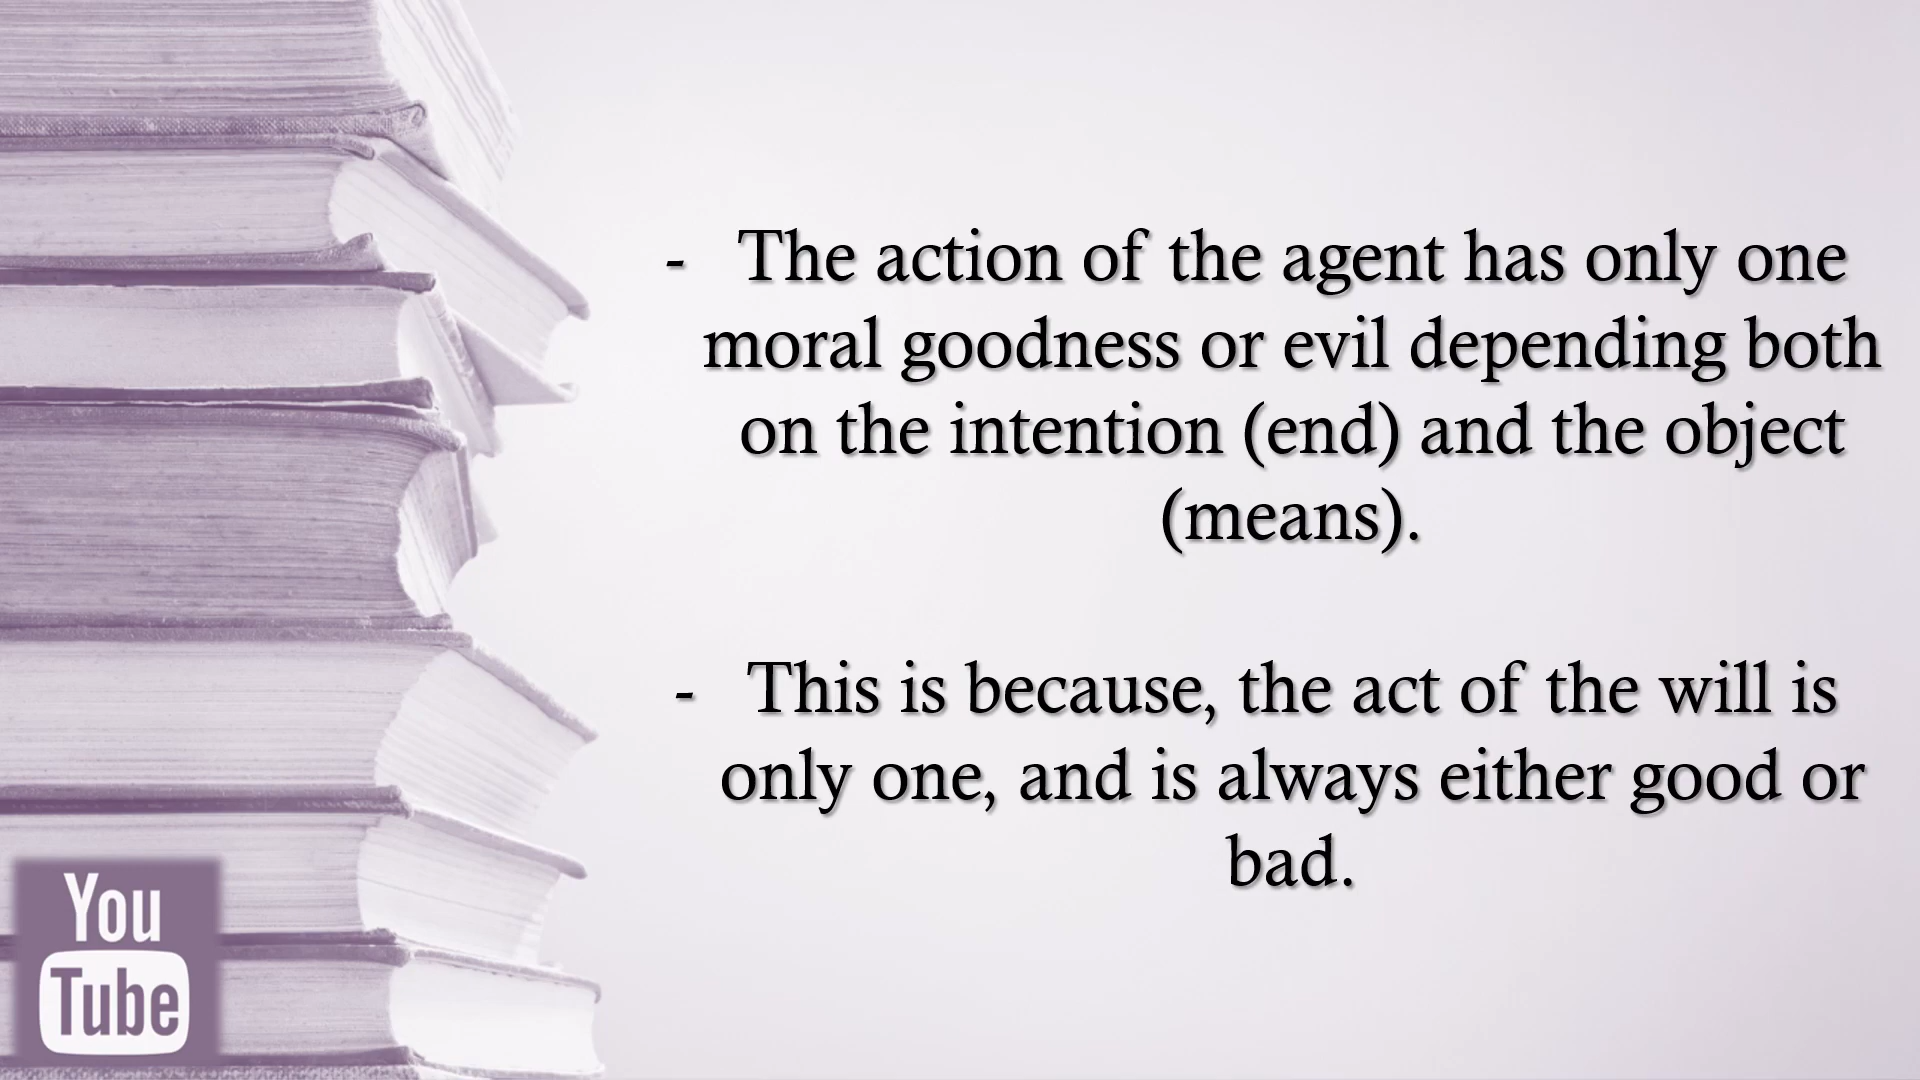 - The action of the agent has only one
moral goodness or evil depending both
on the intention (end) and the object
(means).
- This is because, the act of the will is
only one, and is always either good or
bad.
You
Tube